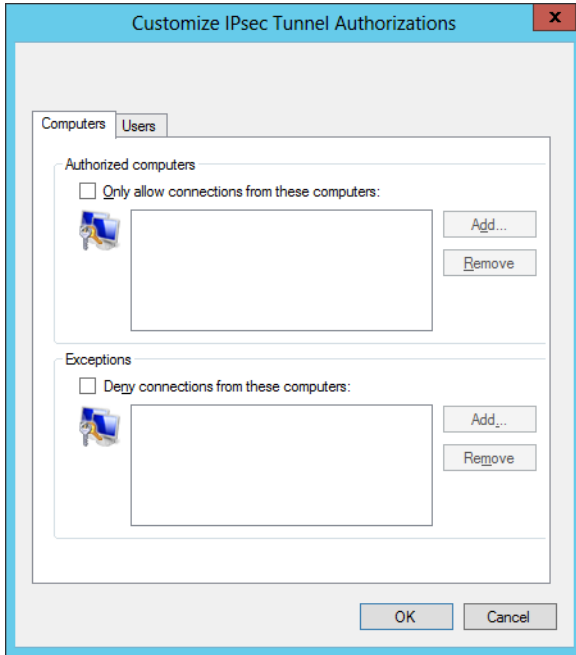 Customize IPsec Tunnel Authorizations
x
Computers Users
Authorized computers
Only allow connections from these computers:
Add...
Remove
Exceptions
Deny connections from these computers:
Add...
Remove
OK Cancel